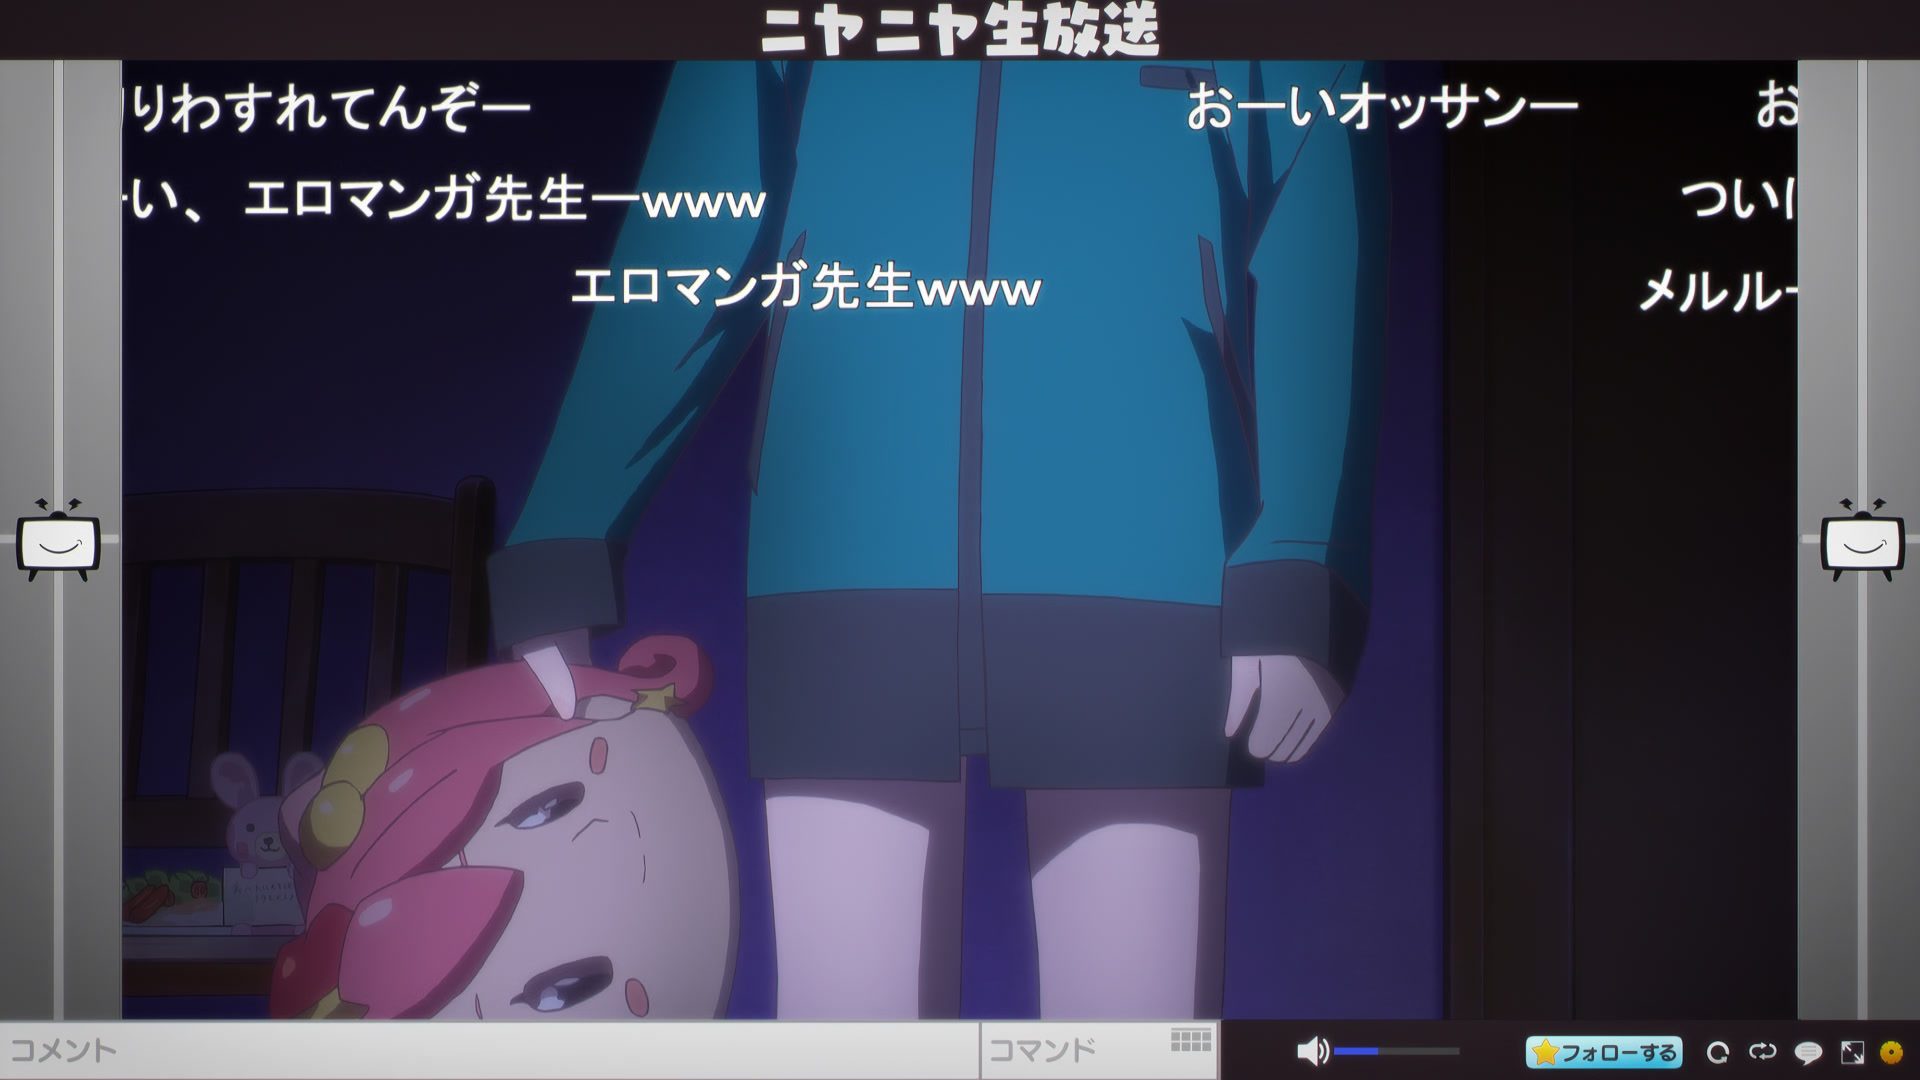 ニヤニヤ生放送
りわすれてんぞー
おーいオッサンー
お
い、エロマンガ先生ーwww
つい
エロマンガ先生www
メルル
コメント
コマンド
フォローする